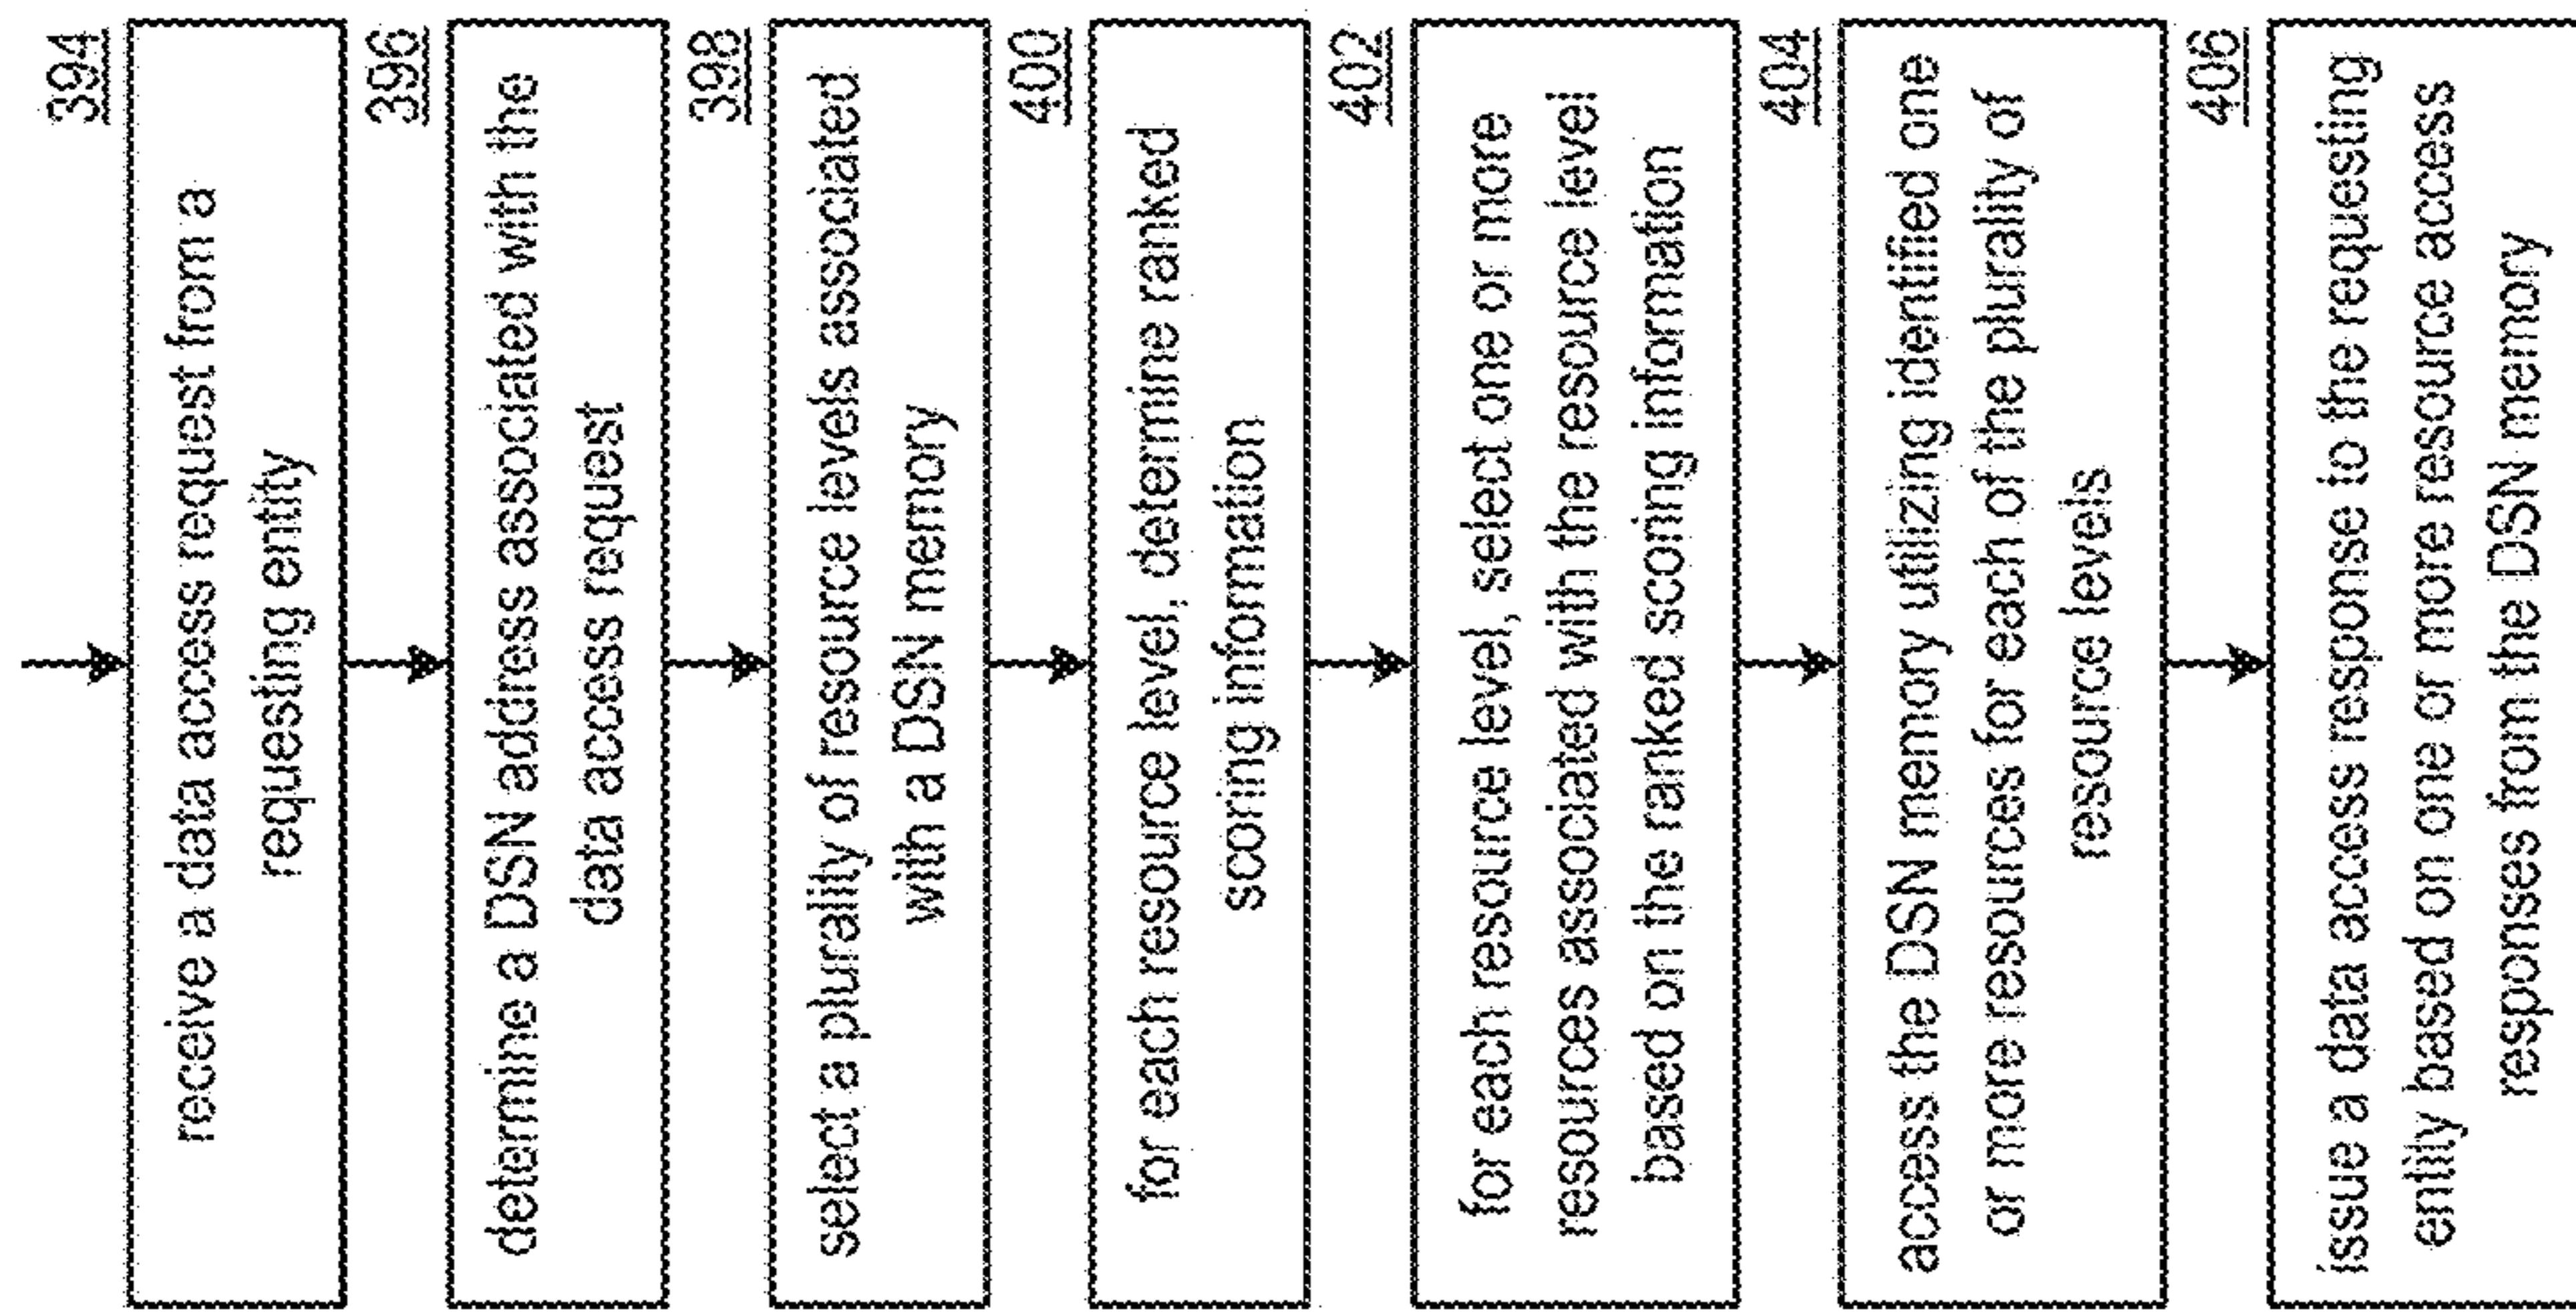 394
receive a data access request from a
requesting entity
396
determine a DSN address associated with the
data access request
398
select a plurality of resource levels associated
with a DSN memory
400
for each resource level, determine ranked
scoring information
402
for each resource level, select one or more
resources associated with the resource level
based on the ranked scoring information
404
access the DSN memory utilizing identified one
or more resources for each of the plurality of
resource levels
406
issue a data access response to the requesting
entity based on one or more resource access
responses from the DSN memory